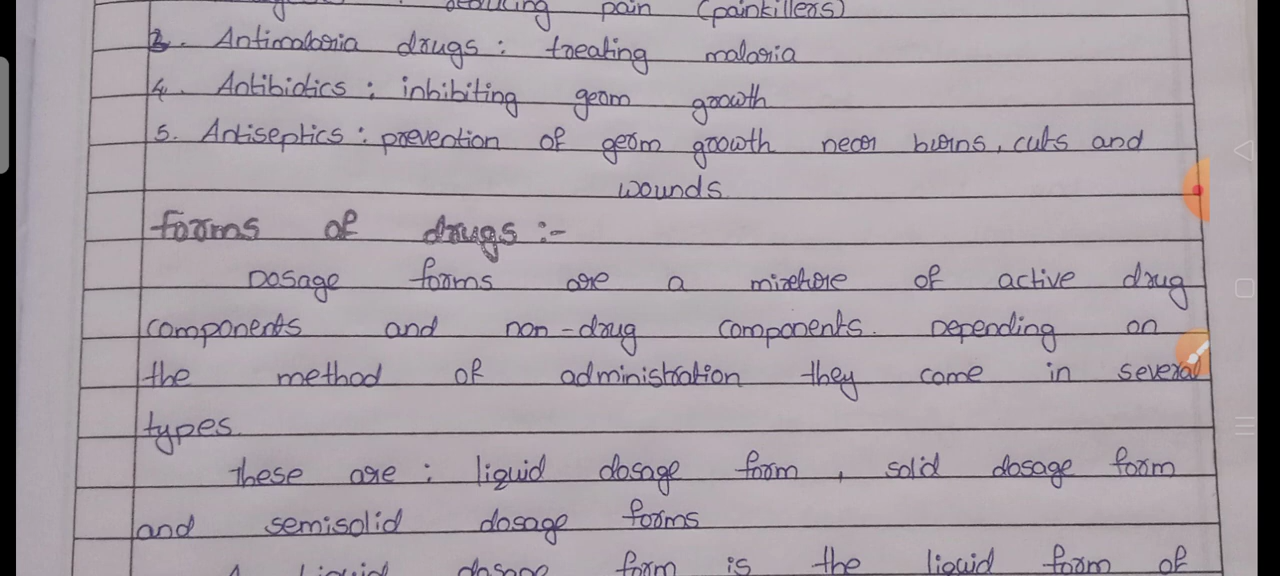 reducing pain (painkillers)
3. Antimalaria drugs: treating malaria
4. Antibiotics: inhibiting germ growth
5. Antiseptics: prevention of germ growth near burns, cuts and
wounds.
Forms of drugs :-
Dosage forms are a mixture of active drug
components and non-drug components. Depending on
the method of administration they come in several
types.
These are: liquid dosage form, solid dosage form
and semisolid dosage forms
A liquid dosage form is the liquid form of